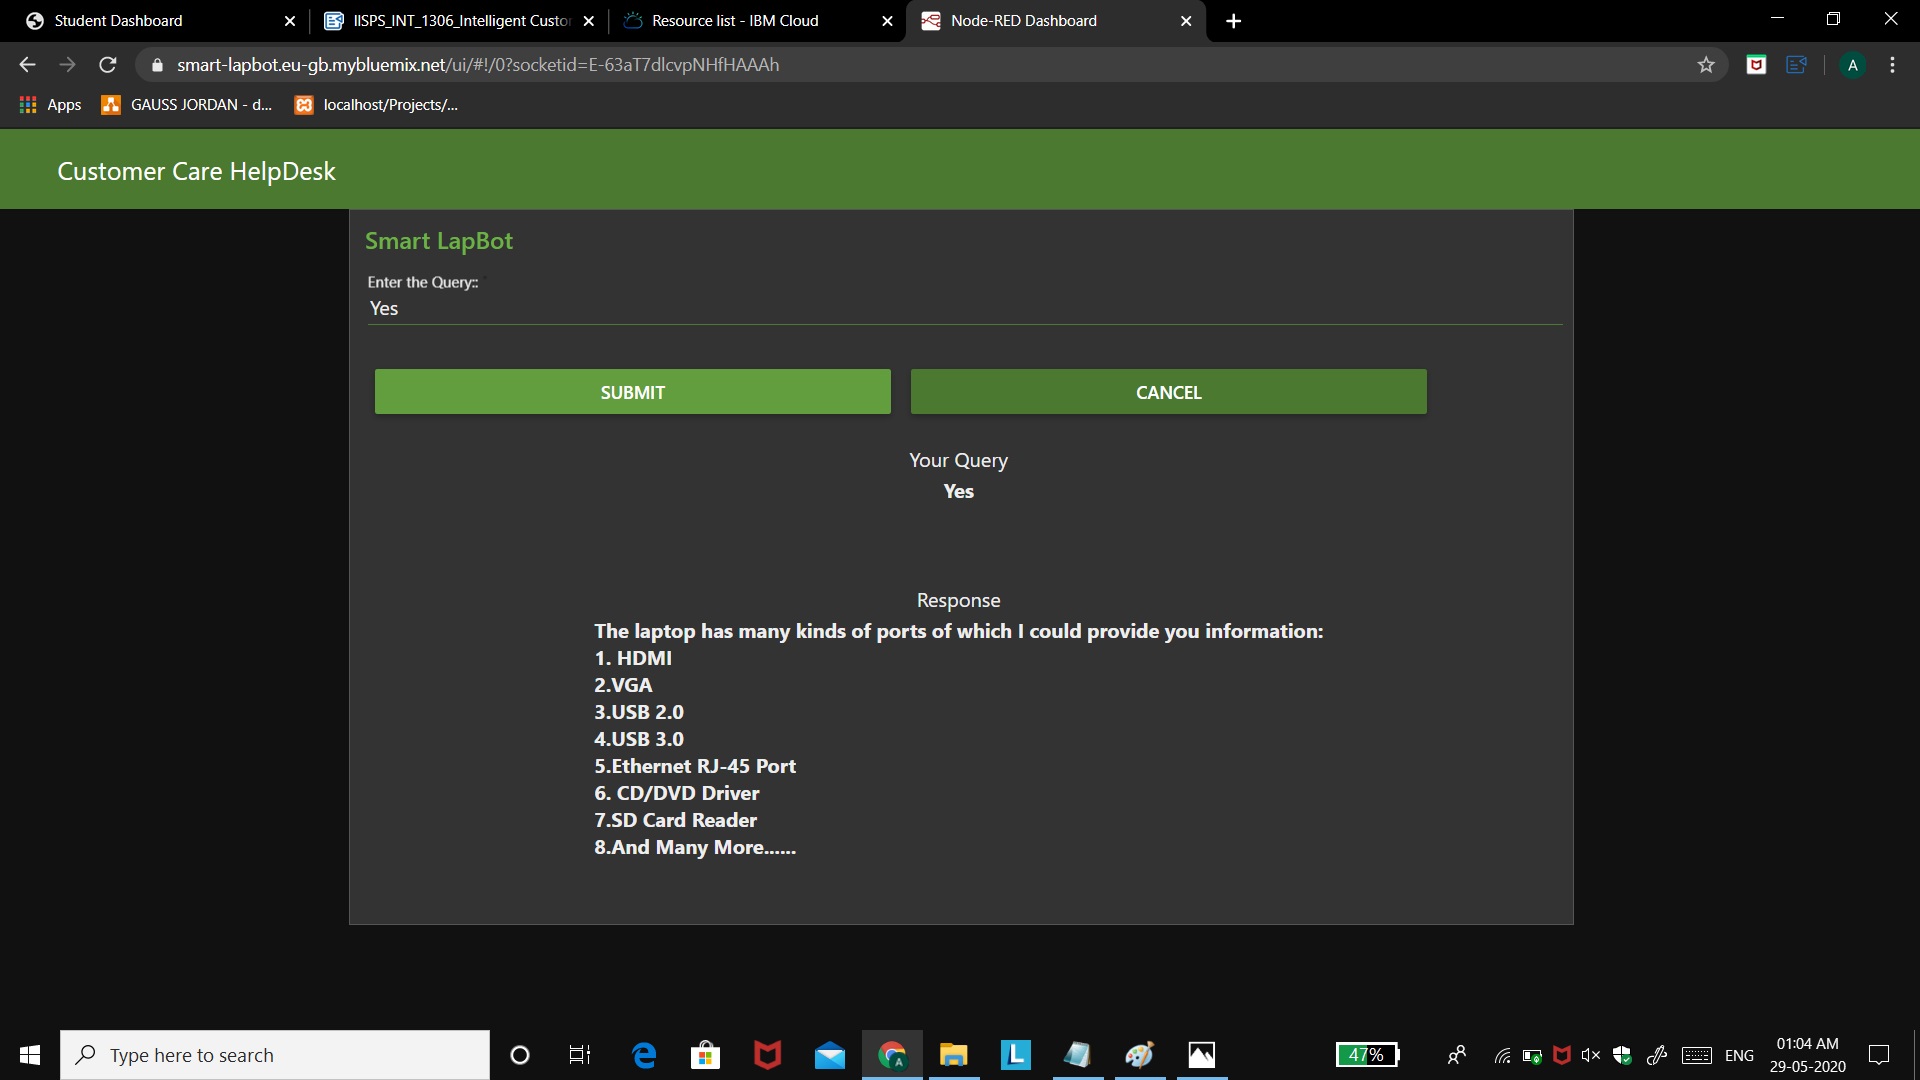 Student Dashboard
IISPS_INT_1306_Intelligent Custo
Resource list - IBM Cloud
Node-RED Dashboard
smart-lapbot.eu-gb.mybluemix.net/ui/#!/0?socketid=E-63aT7dlcvpNHfHAAAh
A
Apps
GAUSS JORDAN - d...
localhost/Projects/...
Customer Care HelpDesk
Smart LapBot
Enter the Query::
Yes
SUBMIT
CANCEL
Your Query
Yes
Response
The laptop has many kinds of ports of which I could provide you information:
1. HDMI
2.VGA
3.USB 2.0
4.USB 3.0
5.Ethernet RJ-45 Port
6. CD/DVD Driver
7.SD Card Reader
8.And Many More......
Type here to search
L
47%
ENG
01:04 AM
29-05-2020